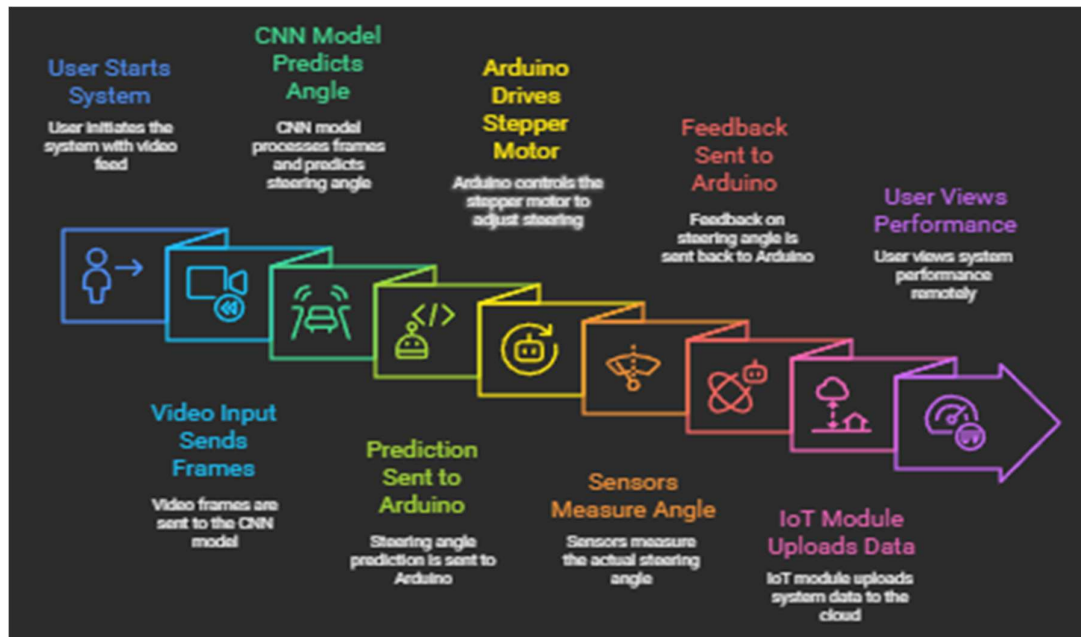 User Starts
System
User initiates the
system with video
feed
CNN Model
Predicts
Angle
CNN model
processes frames
and predicts
steering angle
Arduino
Drives
Stepper
Motor
Arduino controls the
stepper motor to
adjust steering
Feedback
Sent to
Arduino
Feedback on
steering angle is
sent back to Arduino
User Views
Performance
User views system
performance
remotely
</>
Video Input
Sends
Frames
Video frames are
sent to the CNN
model
Prediction
Sent to
Arduino
Steering angle
prediction is sent to
Arduino
Sensors
Measure Angle
Sensors measure
the actual steering
angle
IoT Module
Uploads Data
IoT module uploads
system data to the
cloud